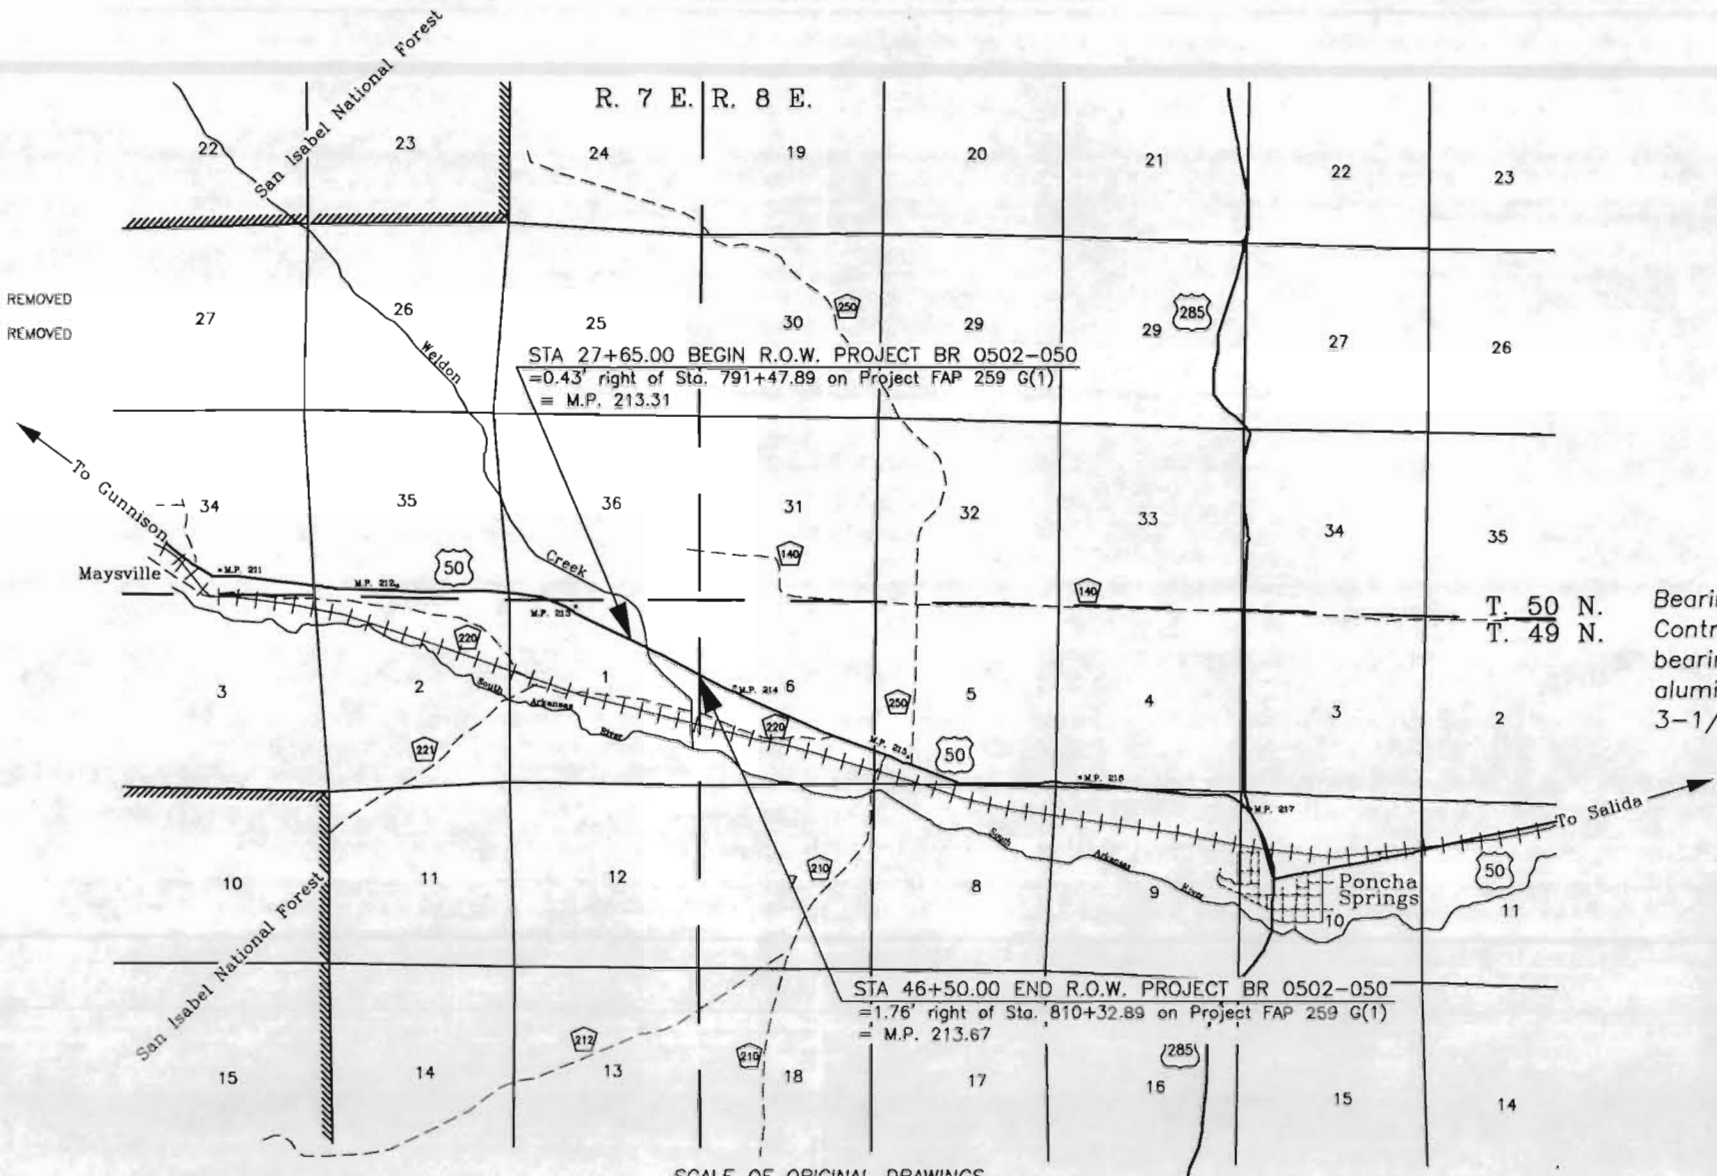 San Isabel National Forest
R. 7 E. R. 8 E.
22
23
24
19
20
21
22
23
REMOVED
REMOVED
27
26
25
30
250
29
29
285
27
26
Weldon
STA 27+65.00 BEGIN R.O.W. PROJECT BR 0502-050
=0.43' right of Sta. 791+47.89 on Project FAP 259 G(1)
= M.P. 213.31
To Gunnison
34
35
36
31
32
33
34
35
Creek
140
Maysville
M.P. 211
M.P. 212
50
M.P. 213
140
T. 50 N.
T. 49 N.
220
3
2
1
M.P. 214
6
5
4
3
2
South
Arkansas
River
220
250
221
M.P. 215
50
M.P. 216
M.P. 217
To Salida
South
Arkansas
River
10
11
12
210
8
9
Poncha
Springs
10
50
11
San Isabel National Forest
STA 46+50.00 END R.O.W. PROJECT BR 0502-050
=1.76' right of Sta. 810+32.89 on Project FAP 259 G(1)
= M.P. 213.67
212
210
285
15
14
13
18
17
16
15
14
SCALE OF ORIGINAL DRAWINGS